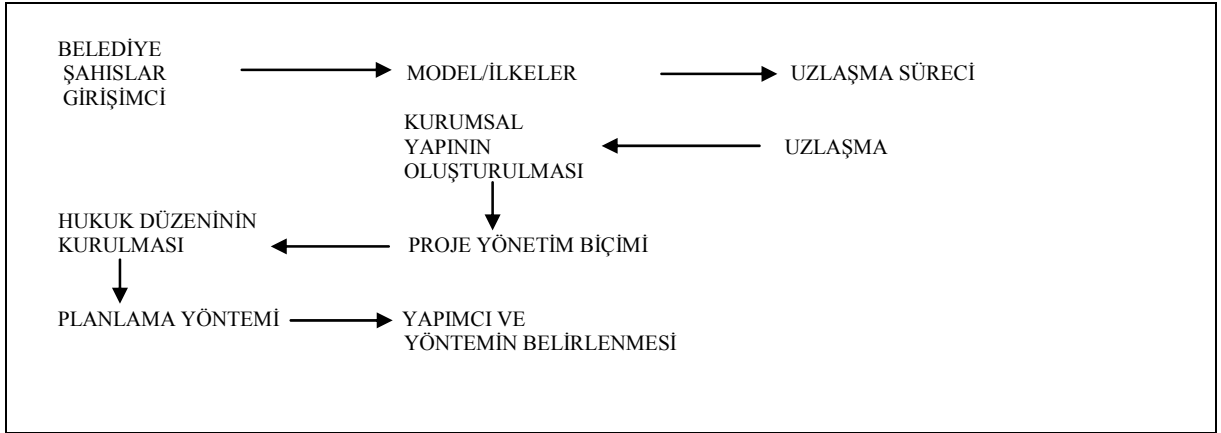 BELEDİYE
ŞAHISLAR
GİRİŞİMCİ
MODEL/İLKELER
UZLAŞMA SÜRECİ
KURUMSAL
YAPININ
OLUŞTURULMASI
UZLAŞMA
HUKUK DÜZENİNİN
KURULMASI
PROJE YÖNETİM BİÇİMİ
PLANLAMA YÖNTEMİ
YAPIMCI VE
YÖNTEMİN BELİRLENMESİ